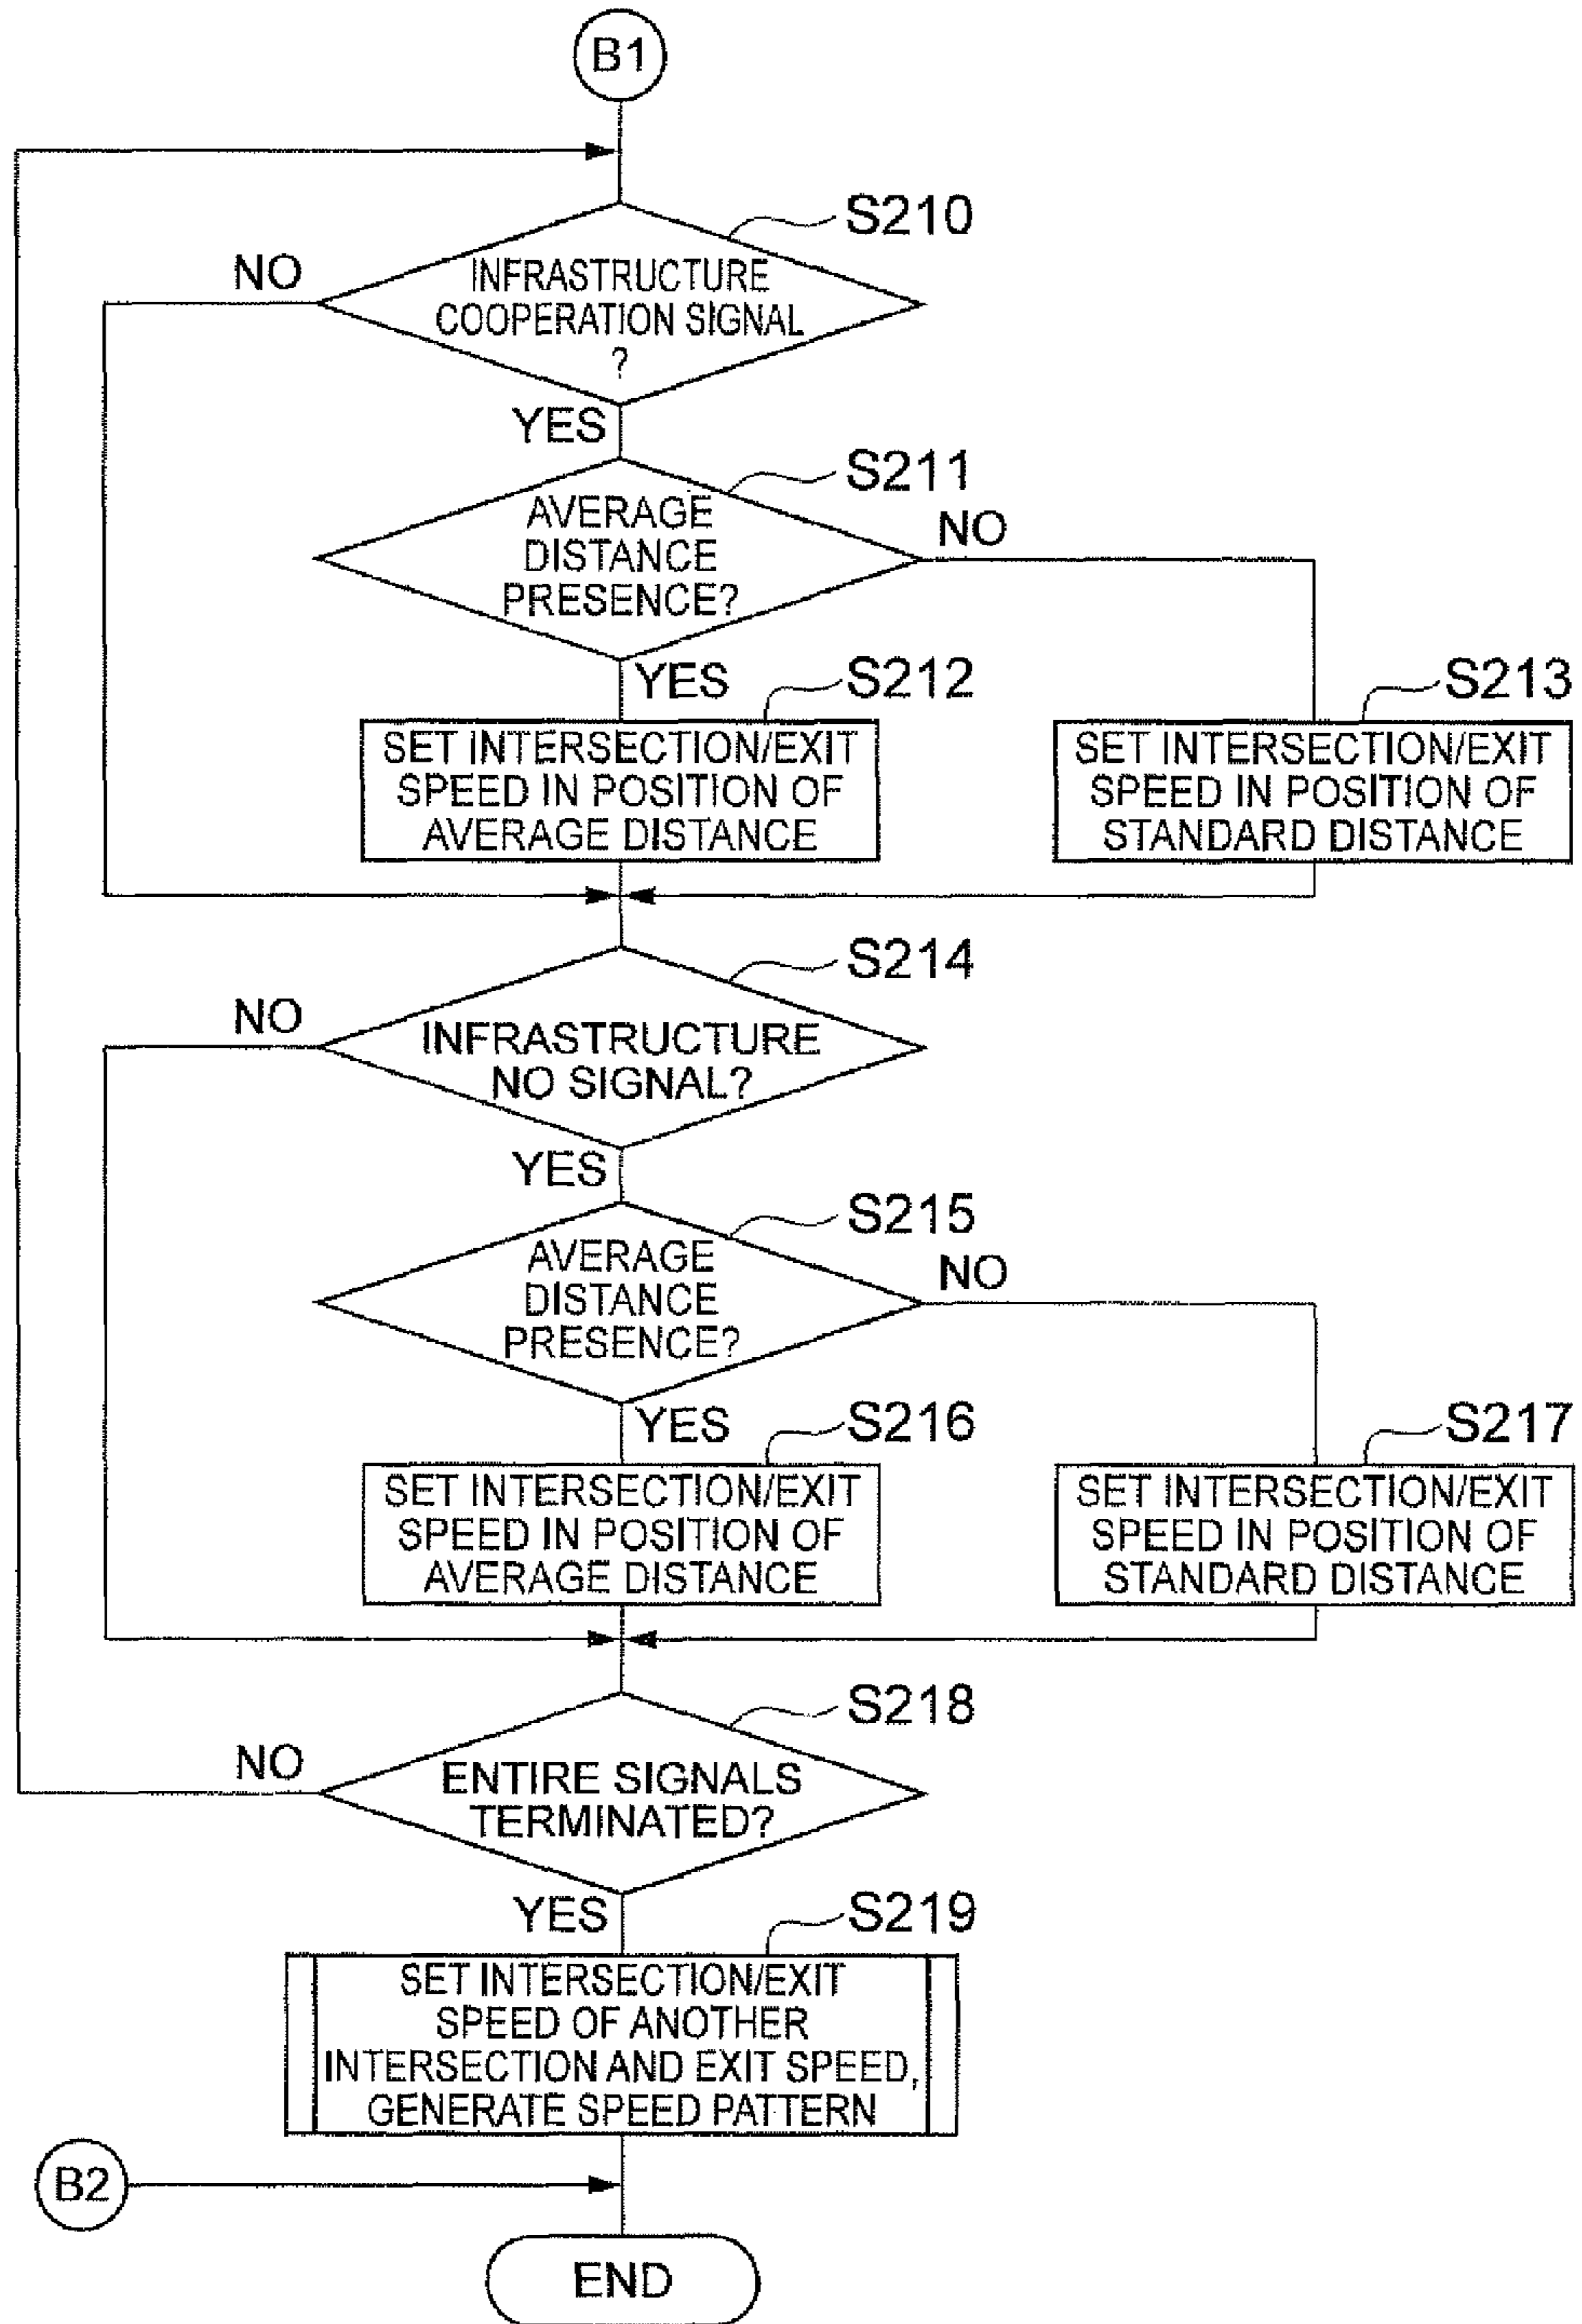 B1
S210
NO
INFRASTRUCTURE
COOPERATION SIGNAL
?
YES
S211
AVERAGE
DISTANCE
PRESENCE?
NO
YES
S212
S213
SET INTERSECTION/EXIT
SPEED IN POSITION OF
AVERAGE DISTANCE
SET INTERSECTION/EXIT
SPEED IN POSITION OF
STANDARD DISTANCE
S214
NO
INFRASTRUCTURE
NO SIGNAL?
YES
S215
AVERAGE
DISTANCE
PRESENCE?
NO
YES
S216
S217
SET INTERSECTION/EXIT
SPEED IN POSITION OF
AVERAGE DISTANCE
SET INTERSECTION/EXIT
SPEED IN POSITION OF
STANDARD DISTANCE
S218
NO
ENTIRE SIGNALS
TERMINATED?
YES
S219
SET INTERSECTION/EXIT
SPEED OF ANOTHER
INTERSECTION AND EXIT SPEED,
GENERATE SPEED PATTERN
B2
END